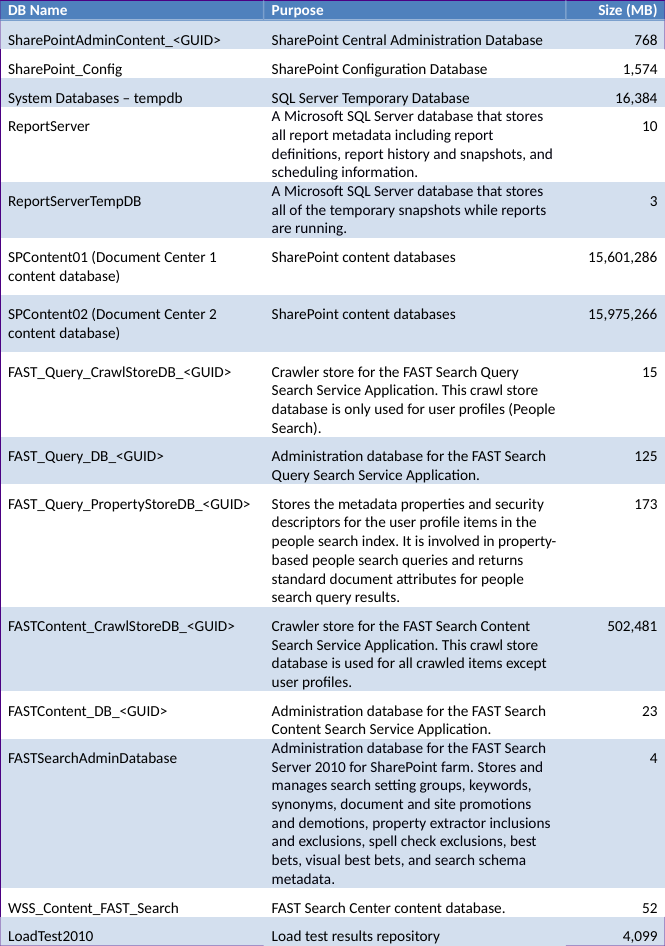 DB Name Purpose Size (MB)
SharePointAdminContent_<GUID> SharePoint Central Administration Database 768
SharePoint_Config SharePoint Configuration Database 1,574
System Databases – tempdb SQL Server Temporary Database 16,384
ReportServer A Microsoft SQL Server database that stores 10
all report metadata including report
definitions, report history and snapshots, and
scheduling information.
ReportServerTempDB A Microsoft SQL Server database that stores 3
all of the temporary snapshots while reports
are running.
SPContent01 (Document Center 1 SharePoint content databases 15,601,286
content database)
SPContent02 (Document Center 2 SharePoint content databases 15,975,266
content database)
FAST_Query_CrawlStoreDB_<GUID> Crawler store for the FAST Search Query 15
Search Service Application. This crawl store
database is only used for user profiles (People
Search).
FAST_Query_DB_<GUID> Administration database for the FAST Search 125
Query Search Service Application.
FAST_Query_PropertyStoreDB_<GUID> Stores the metadata properties and security 173
descriptors for the user profile items in the
people search index. It is involved in property-
based people search queries and returns
standard document attributes for people
search query results.
FASTContent_CrawlStoreDB_<GUID> Crawler store for the FAST Search Content 502,481
Search Service Application. This crawl store
database is used for all crawled items except
user profiles.
FASTContent_DB_<GUID> Administration database for the FAST Search 23
Content Search Service Application.
FASTSearchAdminDatabase Administration database for the FAST Search 4
Server 2010 for SharePoint farm. Stores and
manages search setting groups, keywords,
synonyms, document and site promotions
and demotions, property extractor inclusions
and exclusions, spell check exclusions, best
bets, visual best bets, and search schema
metadata.
WSS_Content_FAST_Search FAST Search Center content database. 52
LoadTest2010 Load test results repository 4,099